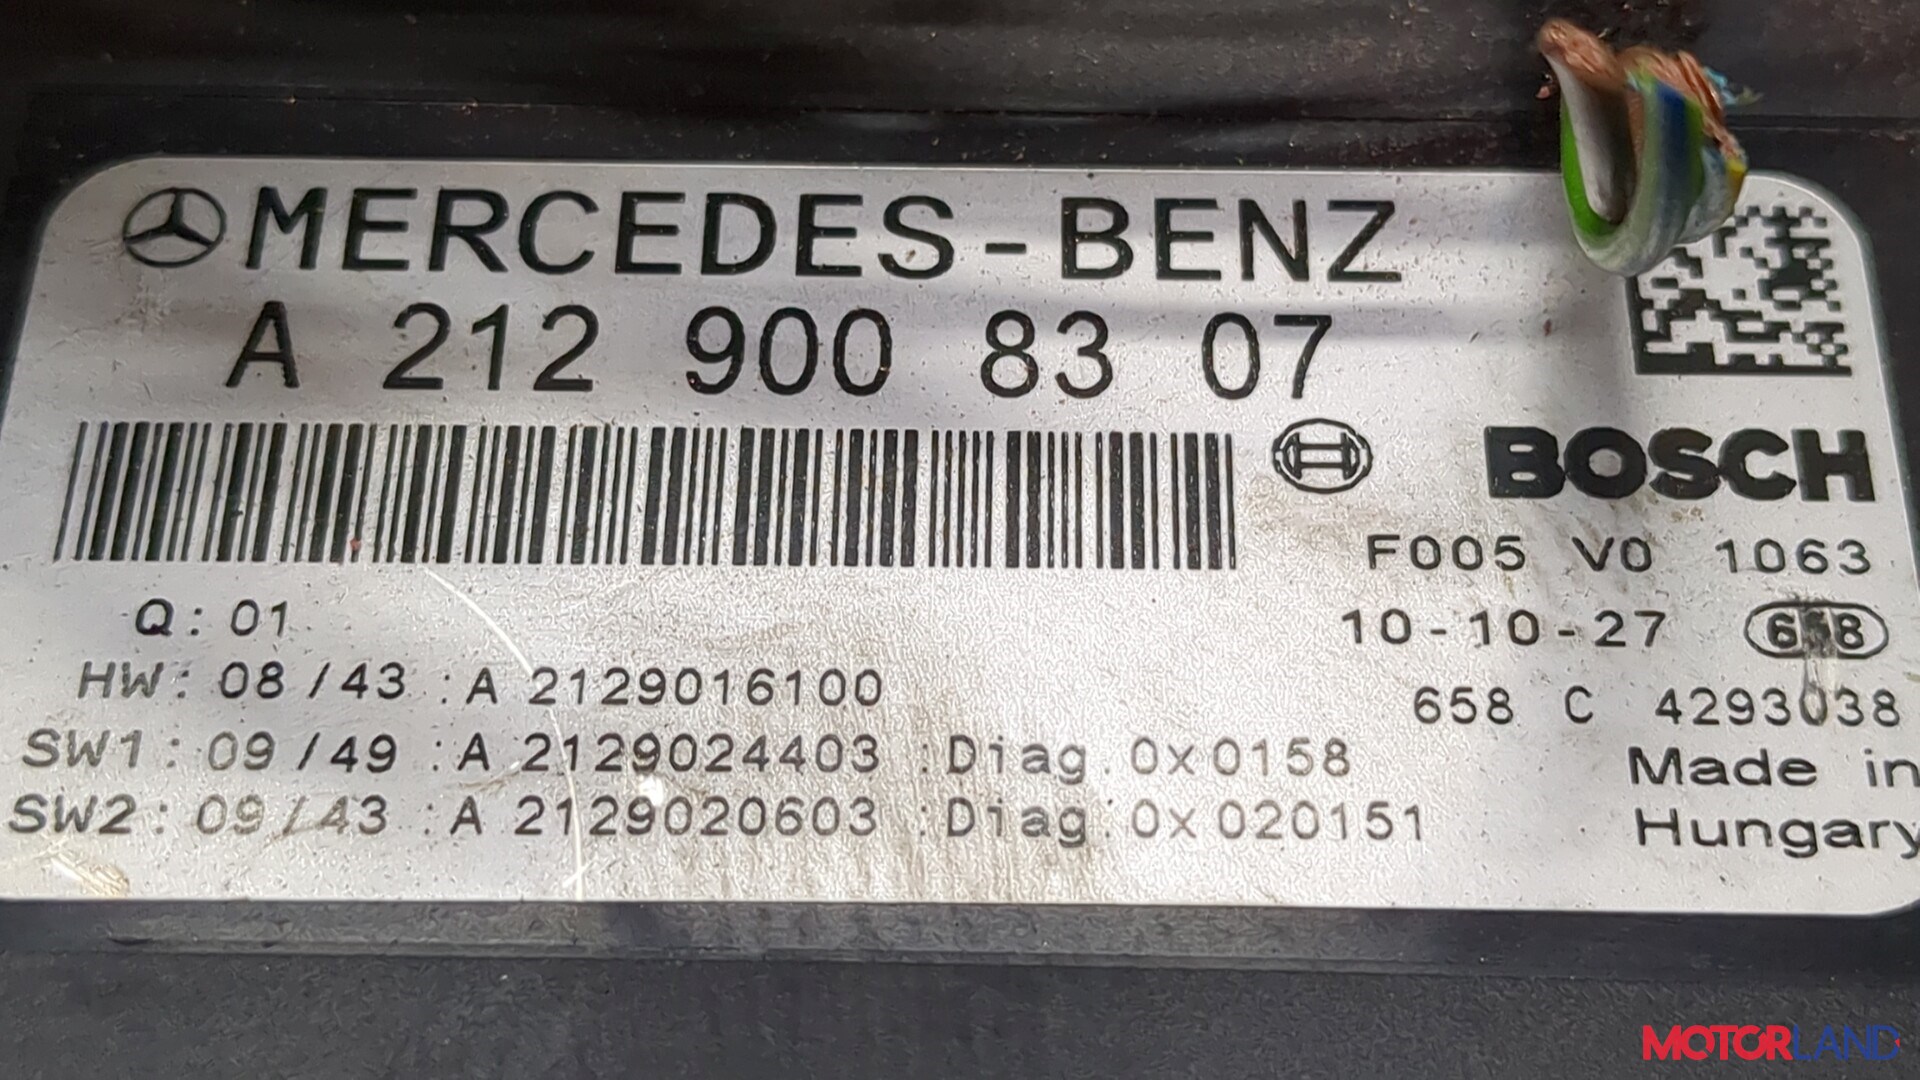 MERCEDES-BENZ
A 212 900 83 07
BOSCH
F005 V0 1063
Q: 01
10-10-27 658
HW: 08/43 :A 2129016100
658 C 4293038
SW1: 09/49 :A 2129024403 :Diag.0x0158
Made in
SW2: 09/43 :A 2129020603 :Diag:0x020151
Hungary
MOTORLAND